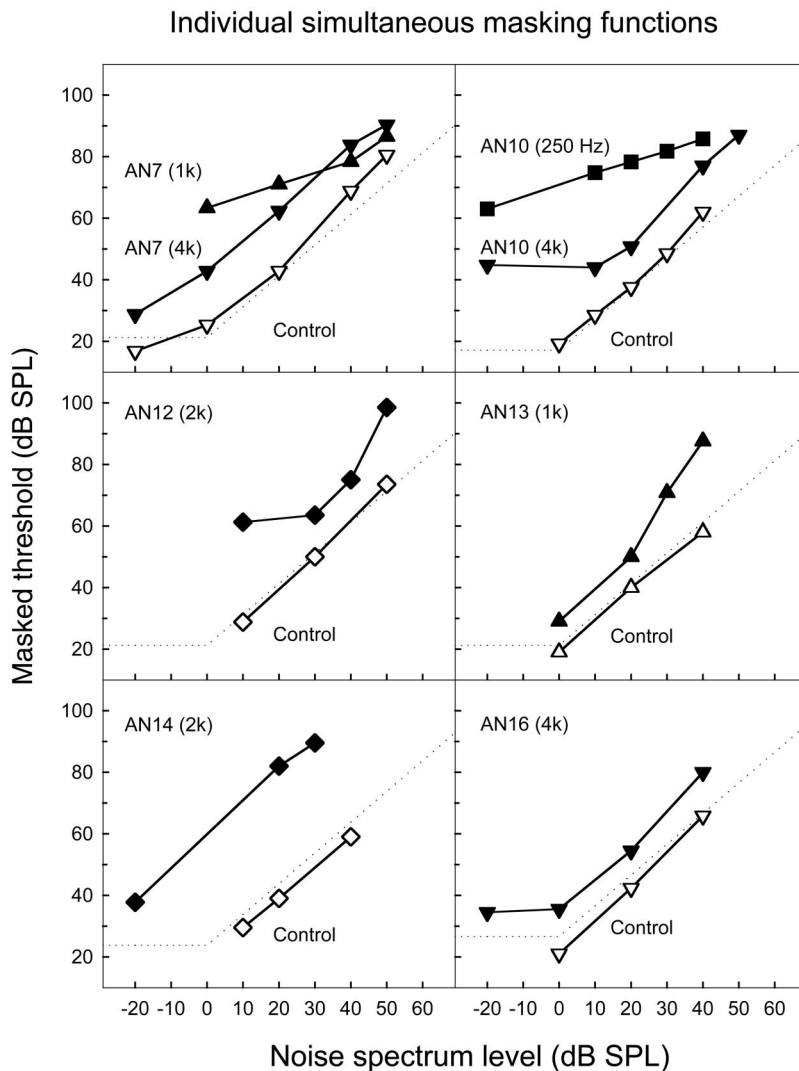 Individual simultaneous masking functions
100
80
60
40
20
AN7 (1k)
AN7 (4k)
Control
AN10 (250 Hz)
AN10 (4k)
Control
100
80
60
40
20
AN12 (2k)
Control
AN13 (1k)
Control
100
80
60
40
20
AN14 (2k)
Control
AN16 (4k)
Control
Masked threshold (dB SPL)
-20 -10 0 10 20 30 40 50 60
-20 -10 0 10 20 30 40 50 60
Noise spectrum level (dB SPL)